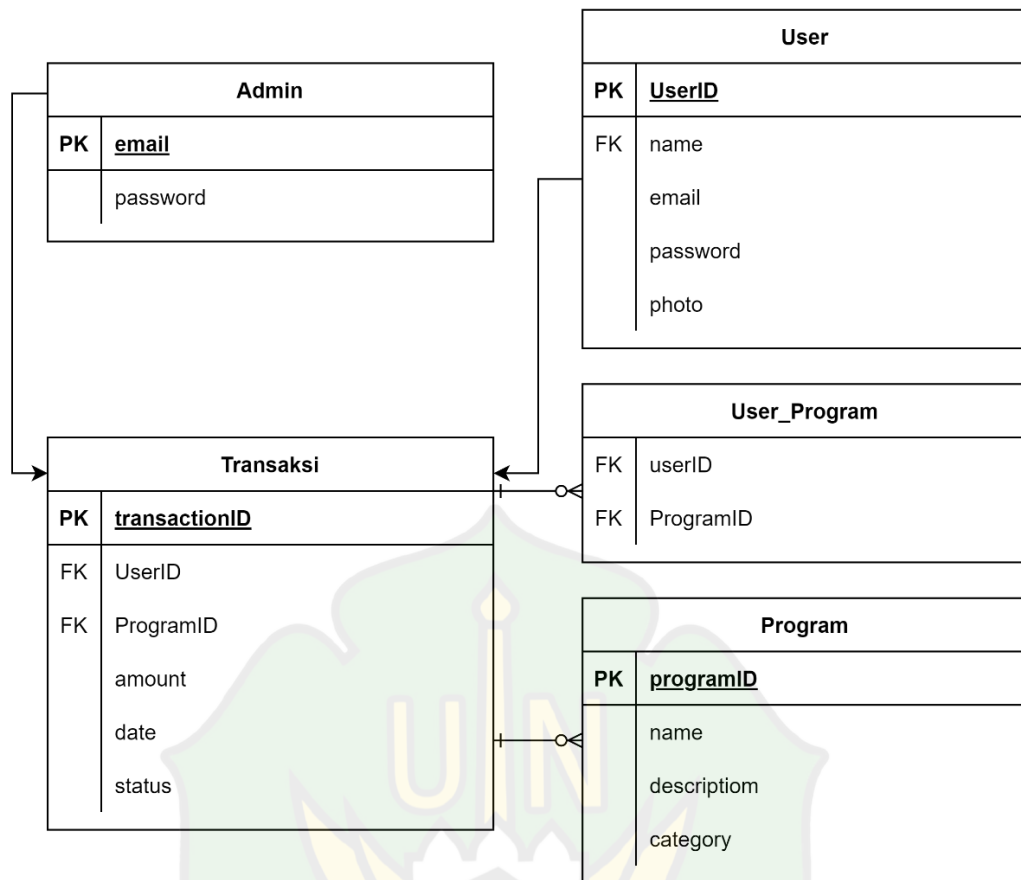 Admin
PK email
password
User
PK UserID
FK name
email
password
photo
Transaksi
PK transactionID
FK UserID
FK ProgramID
amount
date
status
User_Program
FK userID
FK ProgramID
Program
PK programID
name
descriptiom
category
UIN